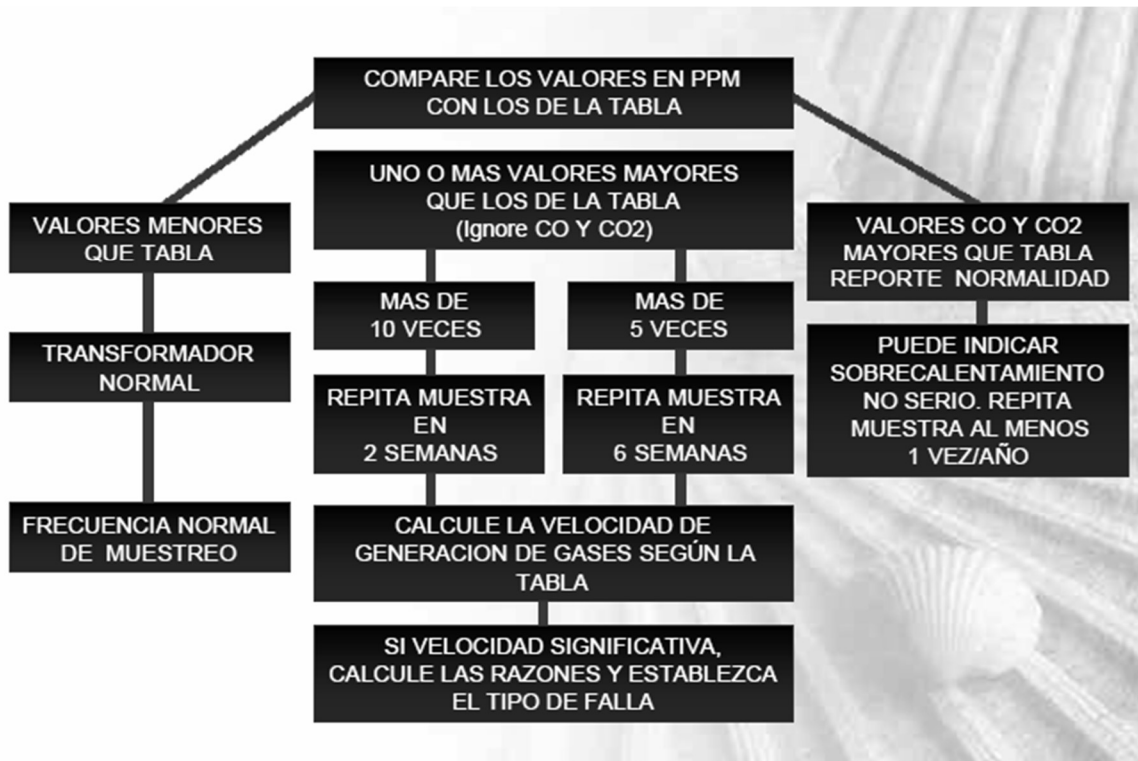 COMPARE LOS VALORES EN PPM
CON LOS DE LA TABLA
UNO O MAS VALORES MAYORES
QUE LOS DE LA TABLA
(Ignore CO Y CO2)
VALORES MENORES
QUE TABLA
VALORES CO Y CO2
MAYORES QUE TABLA
REPORTE NORMALIDAD
MAS DE
10 VECES
MAS DE
5 VECES
TRANSFORMADOR
NORMAL
PUEDE INDICAR
SOBRECALENTAMIENTO
NO SERIO. REPITA
MUESTRA AL MENOS
1 VEZ/AÑO
REPITA MUESTRA
EN
2 SEMANAS
REPITA MUESTRA
EN
6 SEMANAS
FRECUENCIA NORMAL
DE MUESTREO
CALCULE LA VELOCIDAD DE
GENERACION DE GASES SEGÚN LA
TABLA
SI VELOCIDAD SIGNIFICATIVA,
CALCULE LAS RAZONES Y ESTABLEZCA
EL TIPO DE FALLA